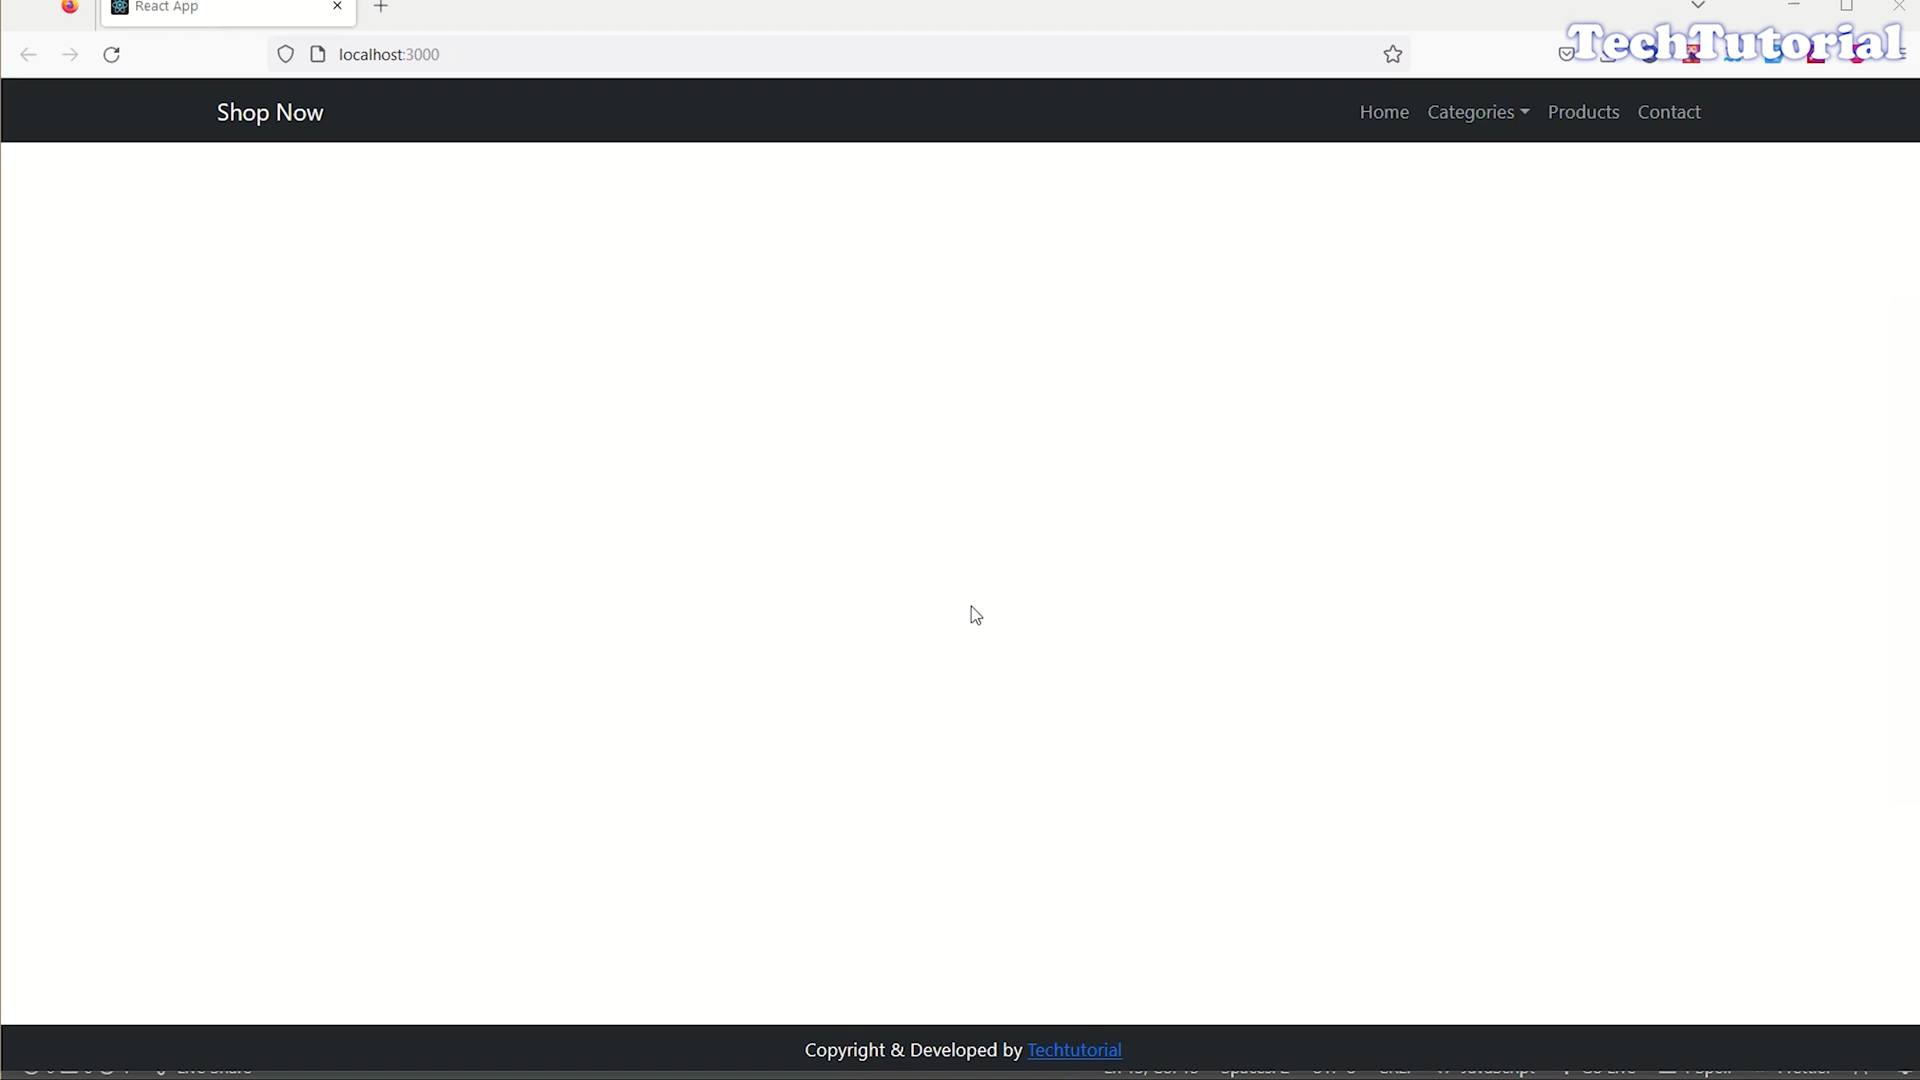 React App
TechTutorial
localhost:3000
Shop Now
Home Categories Products Contact
Copyright & Developed by Techtutorial